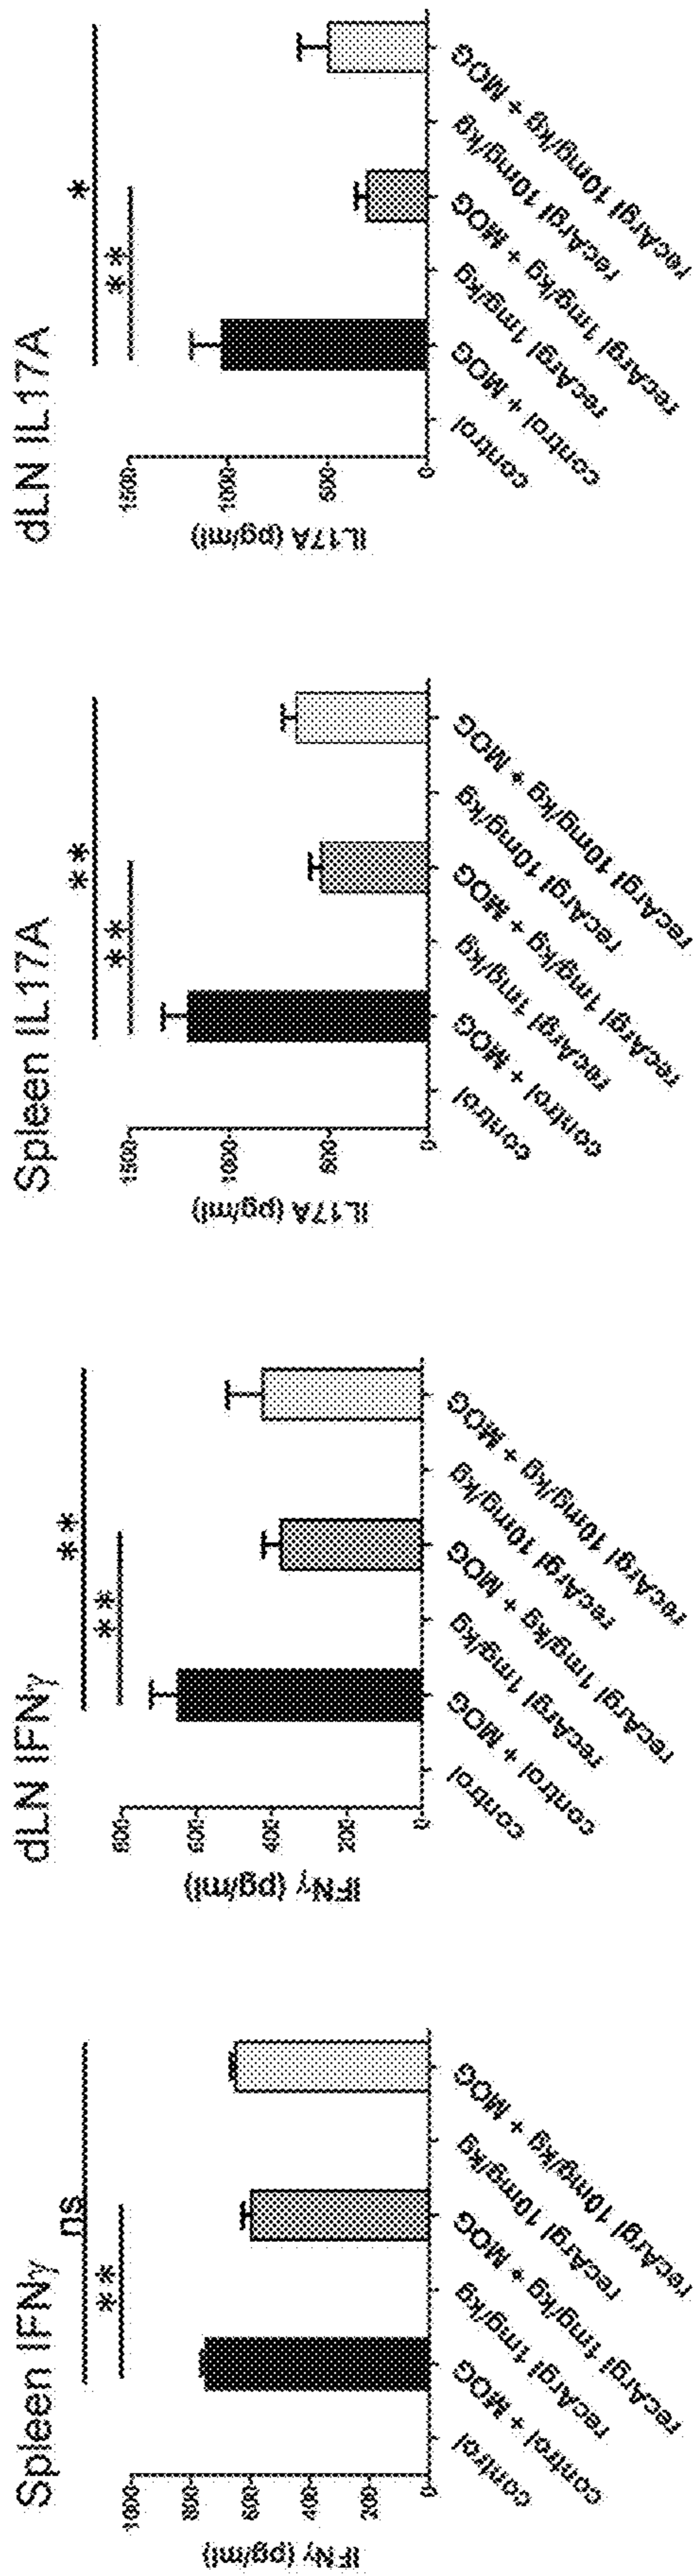 Spleen IFNγ
ns
**
1000
800
600
400
200
0
IFNγ (pg/ml)
control
control + MOG
recArgI 1mg/kg
recArgI 1mg/kg + MOG
recArgI 10mg/kg
recArgI 10mg/kg + MOG
dLN IFNγ
**
**
800
600
400
200
0
IFNγ (pg/ml)
control
control + MOG
recArgI 1mg/kg
recArgI 1mg/kg + MOG
recArgI 10mg/kg
recArgI 10mg/kg + MOG
Spleen IL17A
**
**
1500
1000
500
0
IL17A (pg/ml)
control
control + MOG
recArgI 1mg/kg
recArgI 1mg/kg + MOG
recArgI 10mg/kg
recArgI 10mg/kg + MOG
dLN IL17A
*
**
1500
1000
500
0
IL17A (pg/ml)
control
control + MOG
recArgI 1mg/kg
recArgI 1mg/kg + MOG
recArgI 10mg/kg
recArgI 10mg/kg + MOG